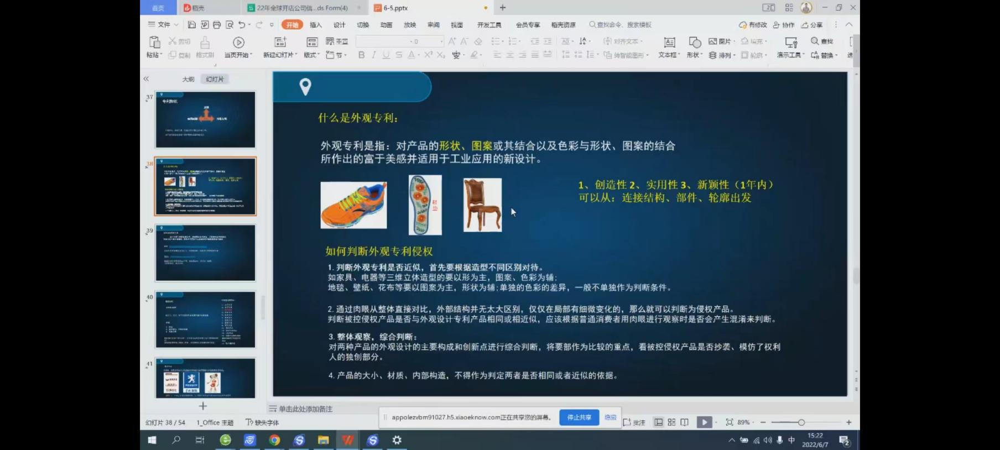 首页
稻壳
22年全球开店公司信...ds Form(4)
6-5.pptx
文件
开始 插入 设计 切换 动画 放映 审阅 视图 开发工具 会员专享 稻壳资源
查找命令、搜索模板
有修改 协作 分享
粘贴 剪切 复制 格式刷 当页开始 新建幻灯片 版式 重置 节
对齐文本 转智能图形 文本框 形状 图片 排列 填充 轮廓 演示工具 查找 替换
大纲 幻灯片
37
38
39
40
41
什么是外观专利:
外观专利是指: 对产品的形状、图案或其结合以及色彩与形状、图案的结合
所作出的富于美感并适用于工业应用的新设计。
鞋垫
1、创造性 2、实用性 3、新颖性（1年内）
可以从: 连接结构、部件、轮廓出发
如何判断外观专利侵权
1. 判断外观专利是否近似，首先要根据造型不同区别对待。
如家具、电器等三维立体造型的要以形为主，图案、色彩为辅;
地毯、壁纸、花布等要以图案为主，形状为辅;单独的色彩的差异，一般不单独作为判断条件。
2. 通过肉眼从整体直接对比，外部结构并无太大区别，仅仅在局部有细微变化的，那么就可以判断为侵权产品。
判断被控侵权产品是否与外观设计专利产品相同或相近似，应该根据普通消费者用肉眼进行观察时是否会产生混淆来判断。
3. 整体观察，综合判断:
对两种产品的外观设计的主要构成和创新点进行综合判断，将要部作为比较的重点，看被控侵权产品是否抄袭、模仿了权利
人的独创部分。
4. 产品的大小、材质、内部构造，不得作为判定两者是否相同或者近似的依据。
单击此处添加备注
appolezvbm91027.h5.xiaoeknow.com正在共享您的屏幕。
停止共享
隐藏
幻灯片 38 / 54
1_Office 主题
缺失字体
批注
89%
中
15:22
2022/6/7
2